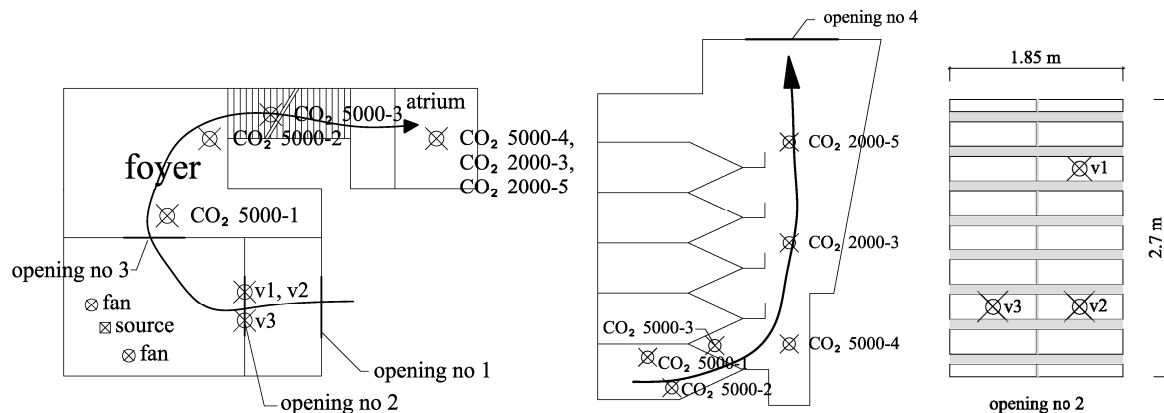 atrium
CO₂ 5000-3
CO₂ 5000-2
CO₂ 5000-4,
CO₂ 2000-3,
CO₂ 2000-5
foyer
CO₂ 5000-1
opening no 3
v1, v2
v3
fan
source
fan
opening no 1
opening no 2
opening no 4
CO₂ 2000-5
CO₂ 2000-3
CO₂ 5000-3
CO₂ 5000-4
CO₂ 5000-1
CO₂ 5000-2
1.85 m
v1
2.7 m
v3
v2
opening no 2